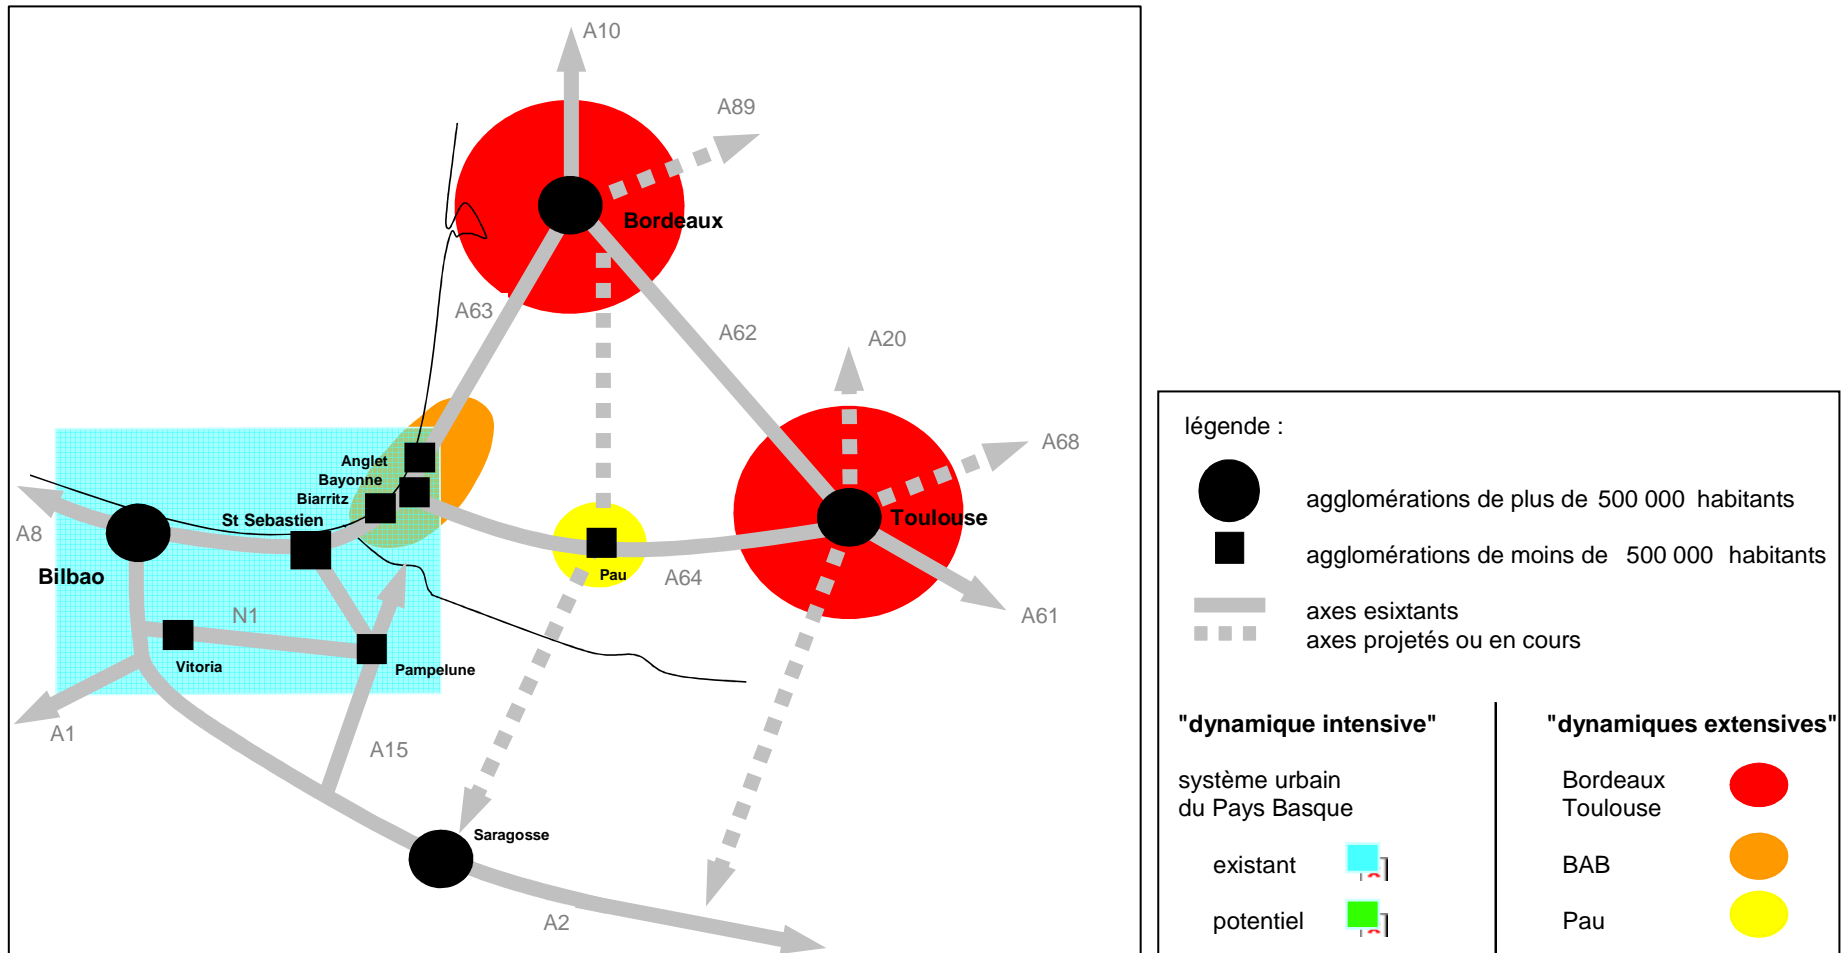 A10
A89
Bordeaux
A63
A62
A20
A68
Anglet
Bayonne
Biarritz
St Sebastien
A8
Bilbao
Toulouse
Pau
A64
A61
N1
Vitoria
Pampelune
A1
A15
Saragosse
A2
légende :
agglomérations de plus de 500 000 habitants
agglomérations de moins de 500 000 habitants
axes esixtants
axes projetés ou en cours
"dynamique intensive"
système urbain
du Pays Basque
existant
potentiel
"dynamiques extensives"
Bordeaux
Toulouse
BAB
Pau